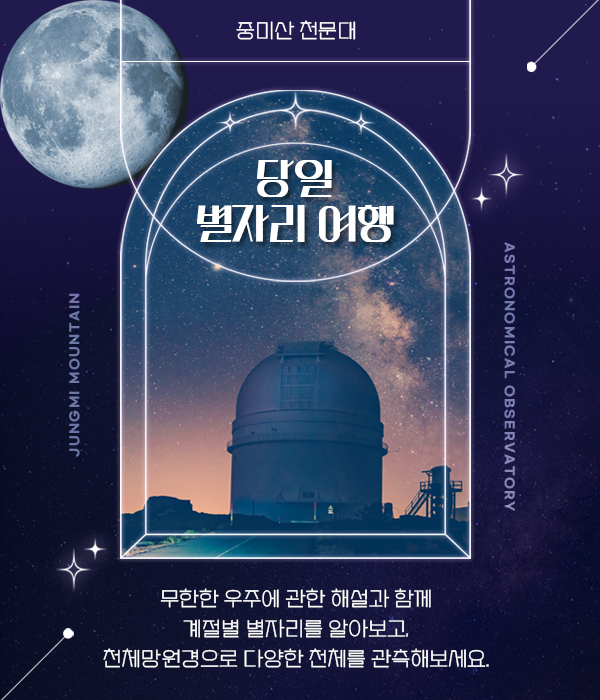 중미산 천문대
당일
별자리 여행
JUNGMI MOUNTAIN
ASTRONOMICAL OBSERVATORY
무한한 우주에 관한 해설과 함께
계절별 별자리를 알아보고,
천체망원경으로 다양한 천체를 관측해보세요.